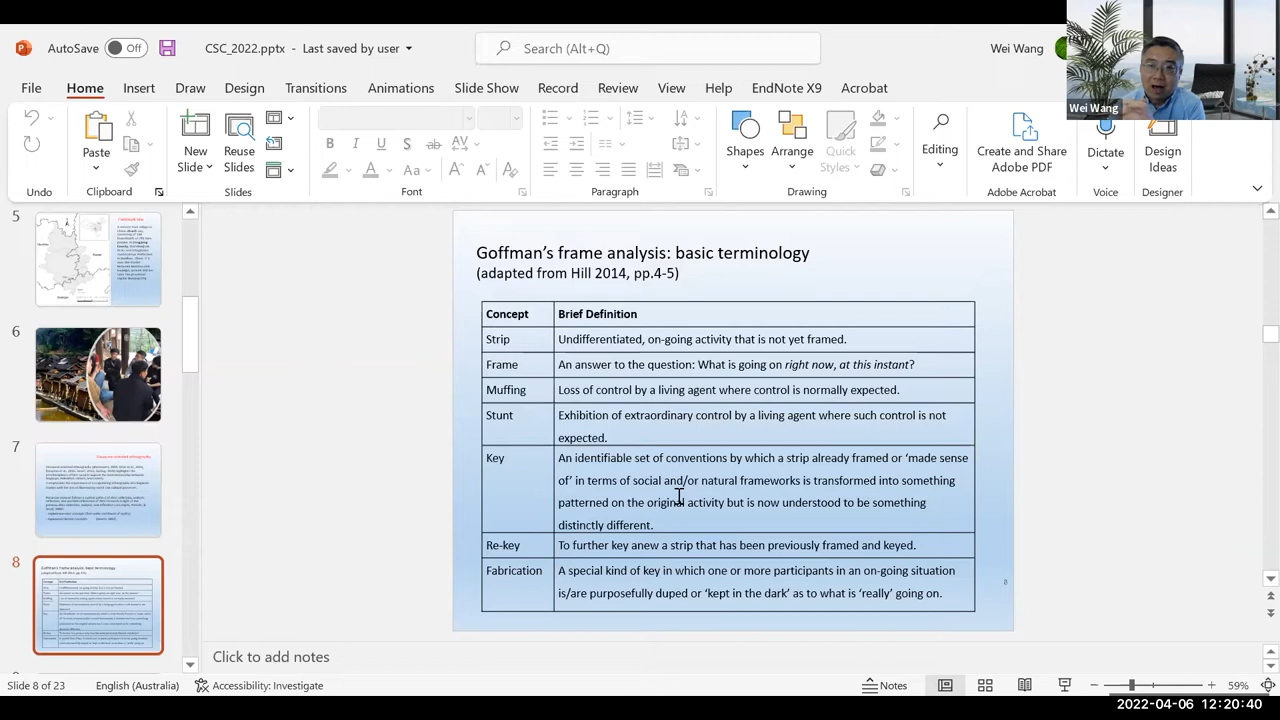 AutoSave Off CSC_2022.pptx - Last saved by user Search (Alt+Q) Wei Wang
File Home Insert Draw Design Transitions Animations Slide Show Record Review View Help EndNote X9 Acrobat
Wei Wang
Paste
New Slide
Reuse Slides
B I U S ab AV
Aa A A A
Shapes
Arrange
Quick Styles
Editing
Create and Share Adobe PDF
Dictate
Design Ideas
Undo Clipboard Slides Font Paragraph Drawing Adobe Acrobat Voice Designer
5
6
7
8
Goffman's frame analysis: basic terminology
(adapted from Hill 2014, pp.4-5)
Concept Brief Definition
Strip Undifferentiated, on-going activity that is not yet framed.
Frame An answer to the question: What is going on right now, at this instant?
Muffing Loss of control by a living agent where control is normally expected.
Stunt Exhibition of extraordinary control by a living agent where such control is not
expected.
Key An identifiable set of conventions by which a strip already framed or 'made sense
of' in terms of social and/or natural frameworks is transformed into something
patterned on the original activity but now understood to be something
distinctly different.
Re-key To further key anew a strip that has been previously framed and keyed.
Fabrication A special kind of key in which one or more participants in an on-going situation
is/are purposefully duped or 'kept in the dark' as to what is 'really' going on.
Click to add notes
Slide 8 of 23 English (Australia) Accessibility: Investigate Notes 59%
2022-04-06 12:20:40